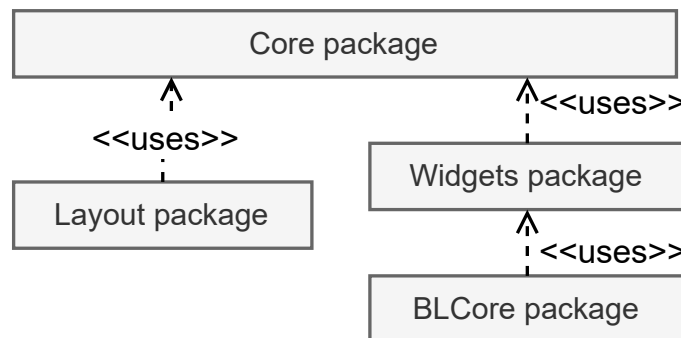 Core package
<<uses>>
<<uses>>
Widgets package
Layout package
<<uses>>
BLCore package